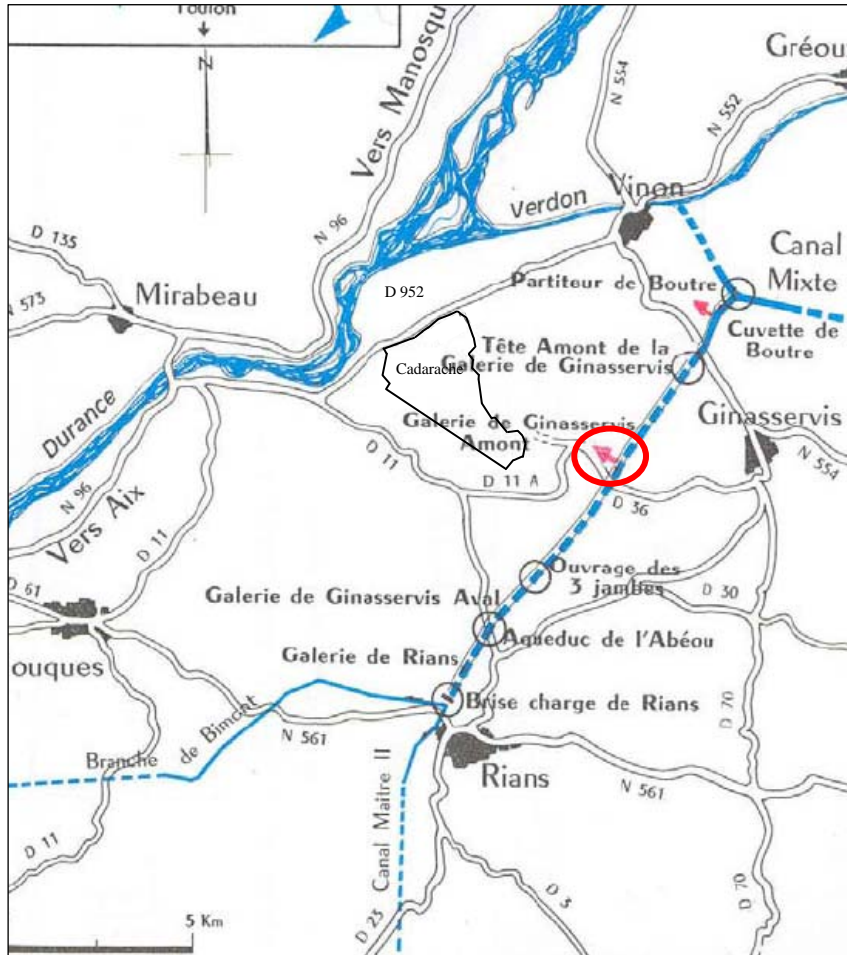 Toulon
N
Vers Manosque
N 554
Gréou
N 552
Verdon
Vinon
D 135
N 96
N 573
Mirabeau
D 952
Partiteur de Boutre
Canal
Mixte
Cuvette de
Boutre
Tête Amont de la
Galerie de Ginasservis
Cadarache
Durance
Galerie de Ginasservis
Amont
Ginasservis
N 554
D 11
D 11 A
D 36
N 96
Vers Aix
D 11
D 61
Ouvrage des
3 jambes
D 30
Galerie de Ginasservis Aval
Aqueduc de l'Abéou
ouques
Galerie de Rians
Brise charge de Rians
D 70
Branche de Bimont
N 561
Rians
N 561
Canal Maître II
D 11
D 70
5 Km
D 23
D 3